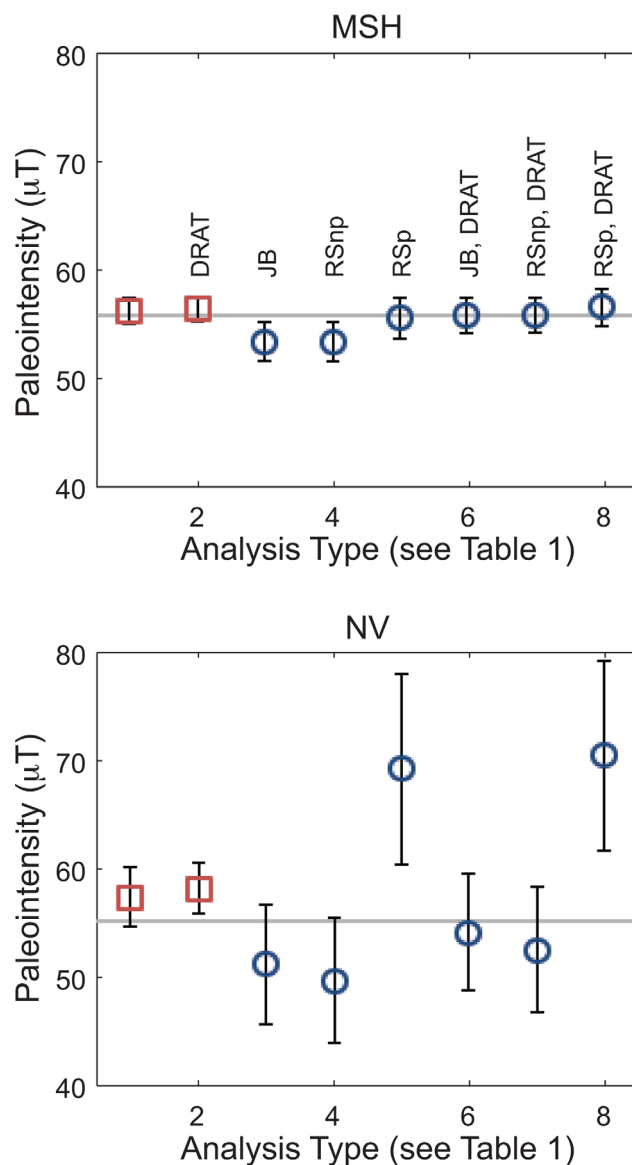 MSH
80
70
60
50
40
Paleointensity (μT)
DRAT
JB
RSnp
RSp
JB, DRAT
RSnp, DRAT
RSp, DRAT
2 4 6 8
Analysis Type (see Table 1)
NV
80
70
60
50
40
Paleointensity (μT)
2 4 6 8
Analysis Type (see Table 1)